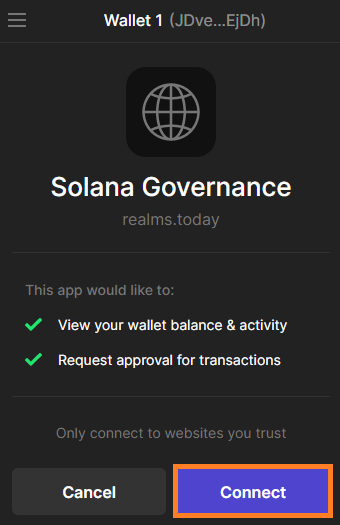 Wallet 1 (JDve...EjDh)
Solana Governance
realms.today
This app would like to:
View your wallet balance & activity
Request approval for transactions
Only connect to websites you trust
Cancel Connect